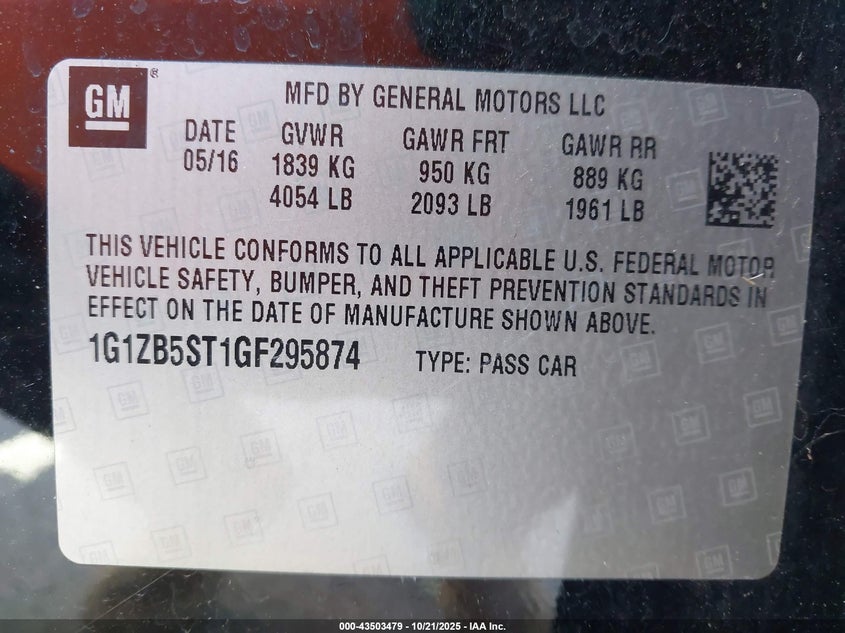 GM®
MFD BY GENERAL MOTORS LLC
DATE GVWR GAWR FRT GAWR RR
05/16 1839 KG 950 KG 889 KG
4054 LB 2093 LB 1961 LB
THIS VEHICLE CONFORMS TO ALL APPLICABLE U.S. FEDERAL MOTOR
VEHICLE SAFETY, BUMPER, AND THEFT PREVENTION STANDARDS IN
EFFECT ON THE DATE OF MANUFACTURE SHOWN ABOVE.
1G1ZB5ST1GF295874 TYPE: PASS CAR
000-43503479 - 10/21/2025 - IAA Inc.